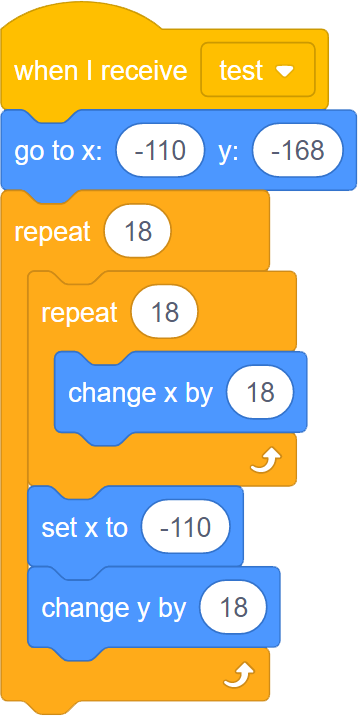 when I receive test
go to x: -110 y: -168
repeat 18
repeat 18
change x by 18
set x to -110
change y by 18